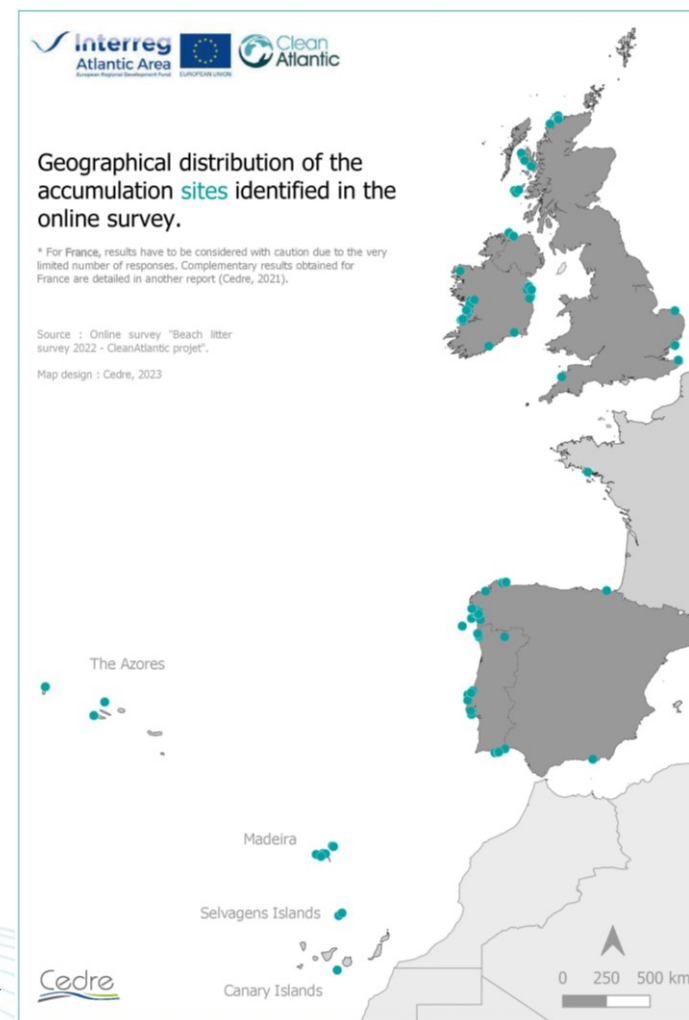 Interreg
Atlantic Area
European Regional Development Fund
EUROPEAN UNION
Clean
Atlantic
Geographical distribution of the
accumulation sites identified in the
online survey.
* For France, results have to be considered with caution due to the very
limited number of responses. Complementary results obtained for
France are detailed in another report (Cedre, 2021).
Source : Online survey "Beach litter
survey 2022 - CleanAtlantic projet".
Map design : Cedre, 2023
The Azores
Madeira
Selvagens Islands
Canary Islands
Cedre
0 250 500 km